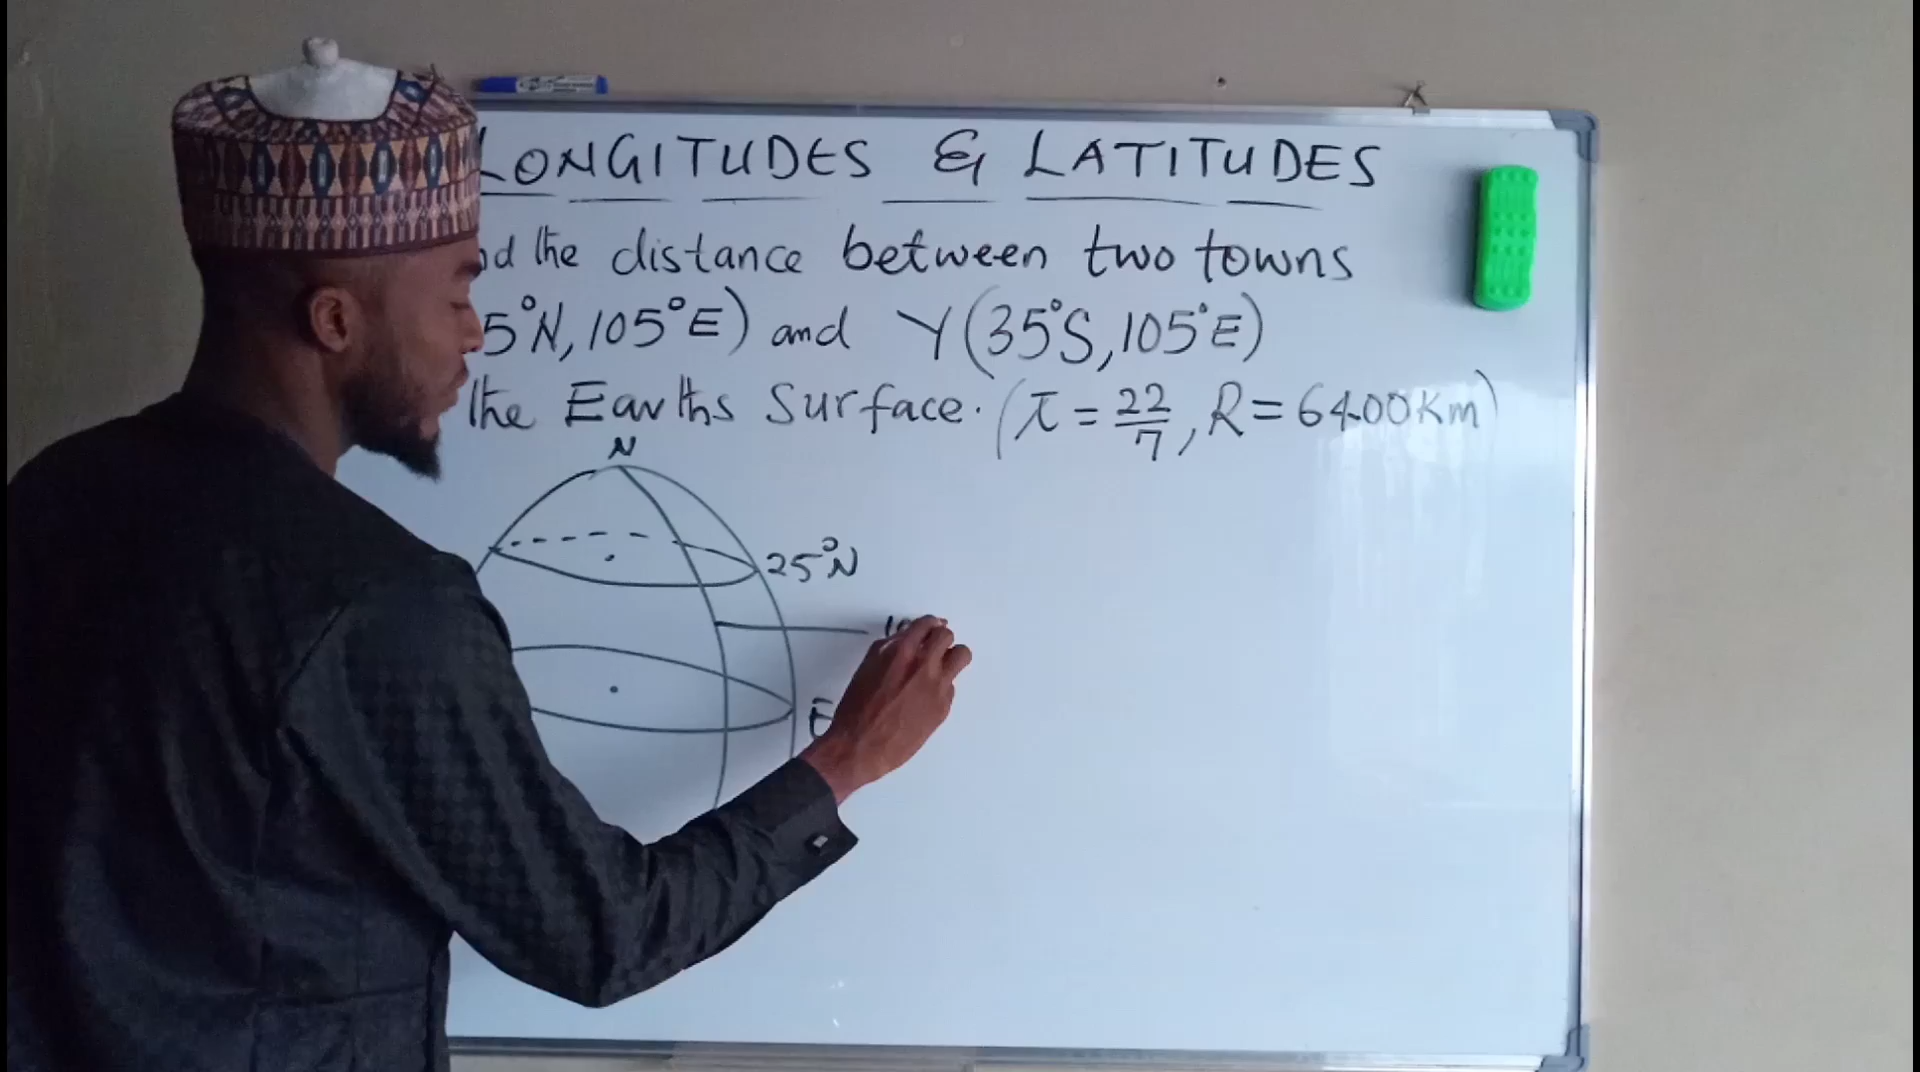 LONGITUDES & LATITUDES
the distance between two towns
5°N, 105°E) and Y(35°S, 105°E)
the Earths Surface. (π = 22/7, R = 6400Km)
N
25°N
E